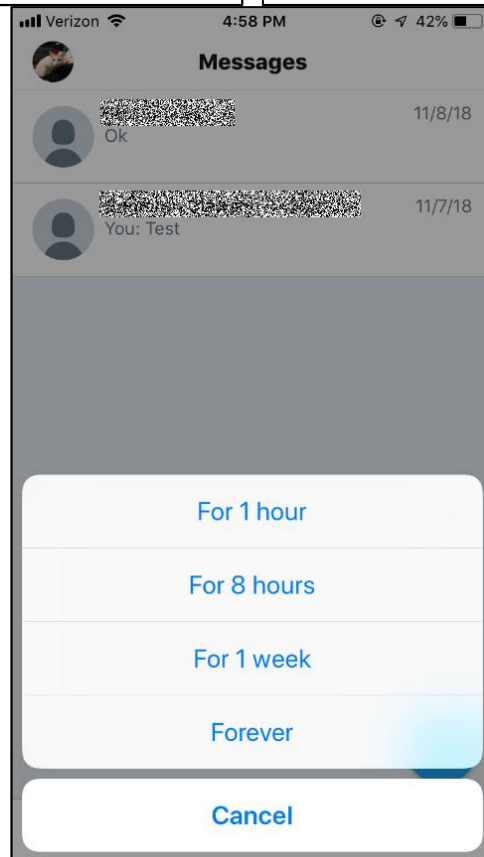 Verizon 4:58 PM 42%
Messages
11/8/18
Ok
11/7/18
You: Test
For 1 hour
For 8 hours
For 1 week
Forever
Cancel